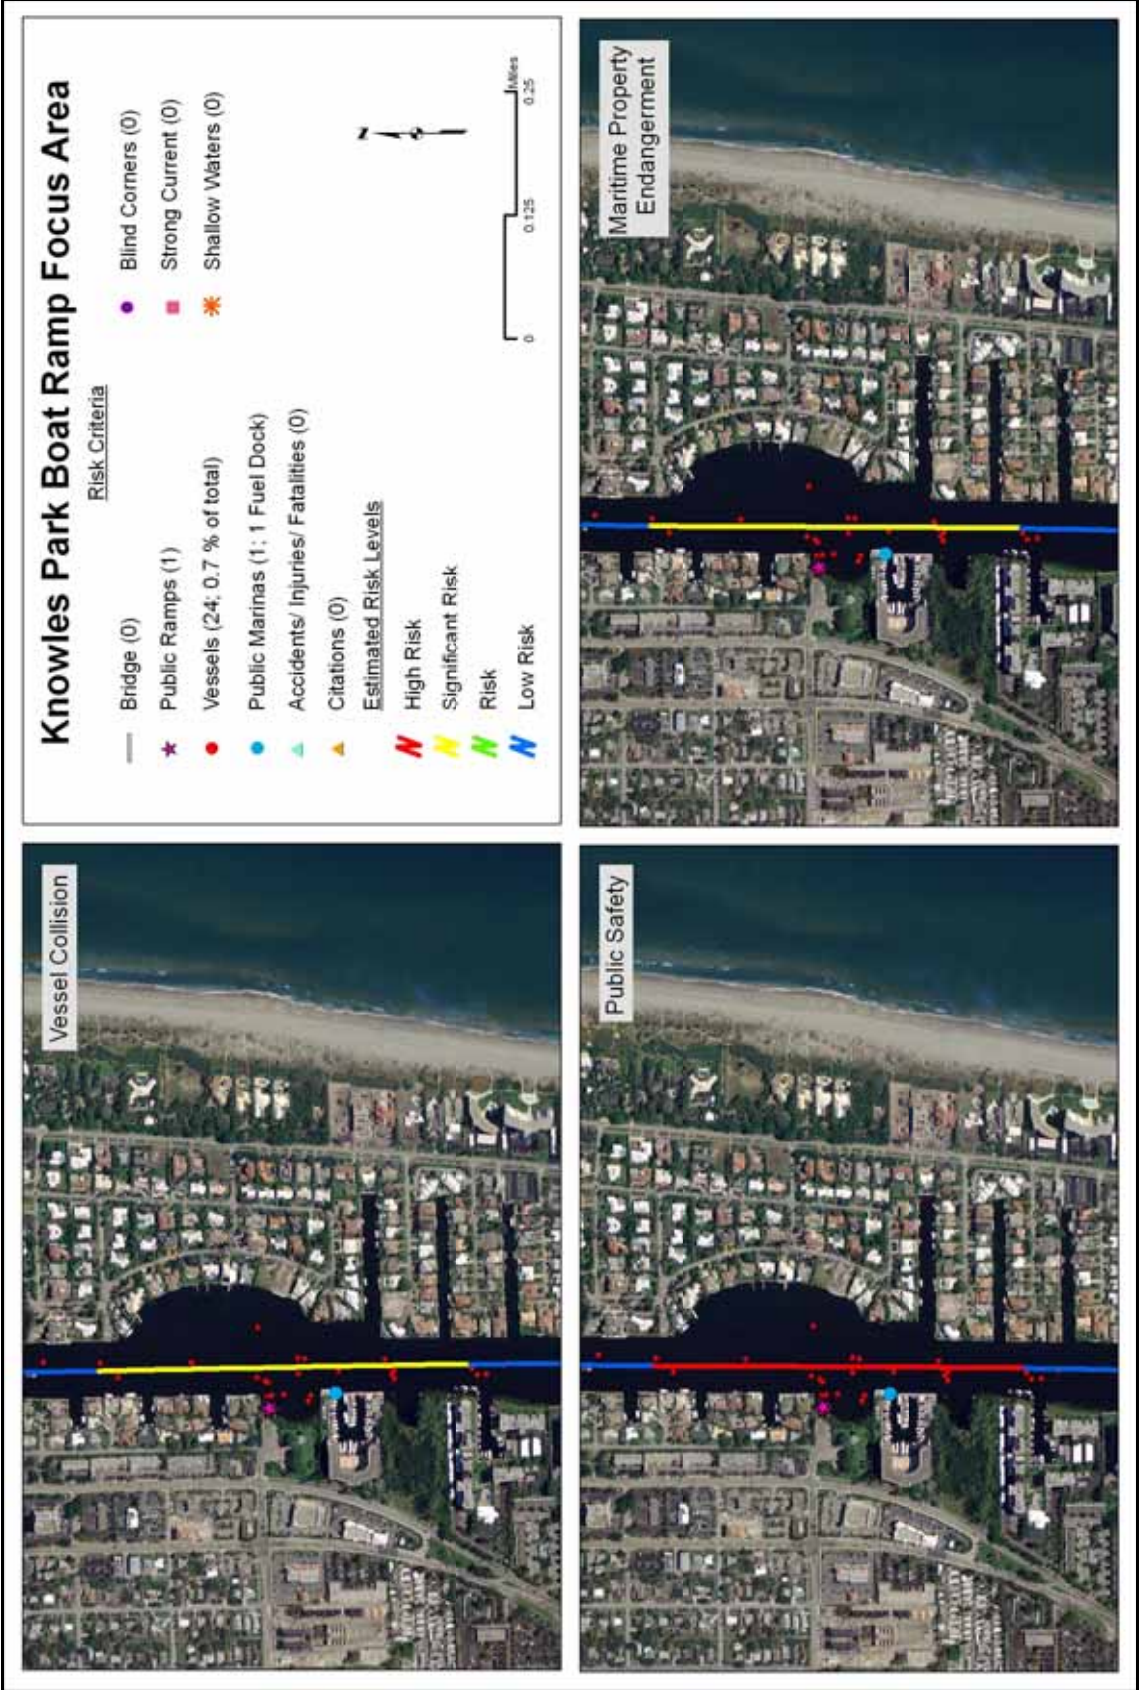 Knowles Park Boat Ramp Focus Area
Risk Criteria
Bridge (0)
Public Ramps (1)
Vessels (24; 0.7 % of total)
Public Marinas (1; 1 Fuel Dock)
Accidents/ Injuries/ Fatalities (0)
Citations (0)
Blind Corners (0)
Strong Current (0)
Shallow Waters (0)
Estimated Risk Levels
High Risk
Significant Risk
Risk
Low Risk
N
0 0.125 0.25
Miles
Vessel Collision
Public Safety
Maritime Property
Endangerment